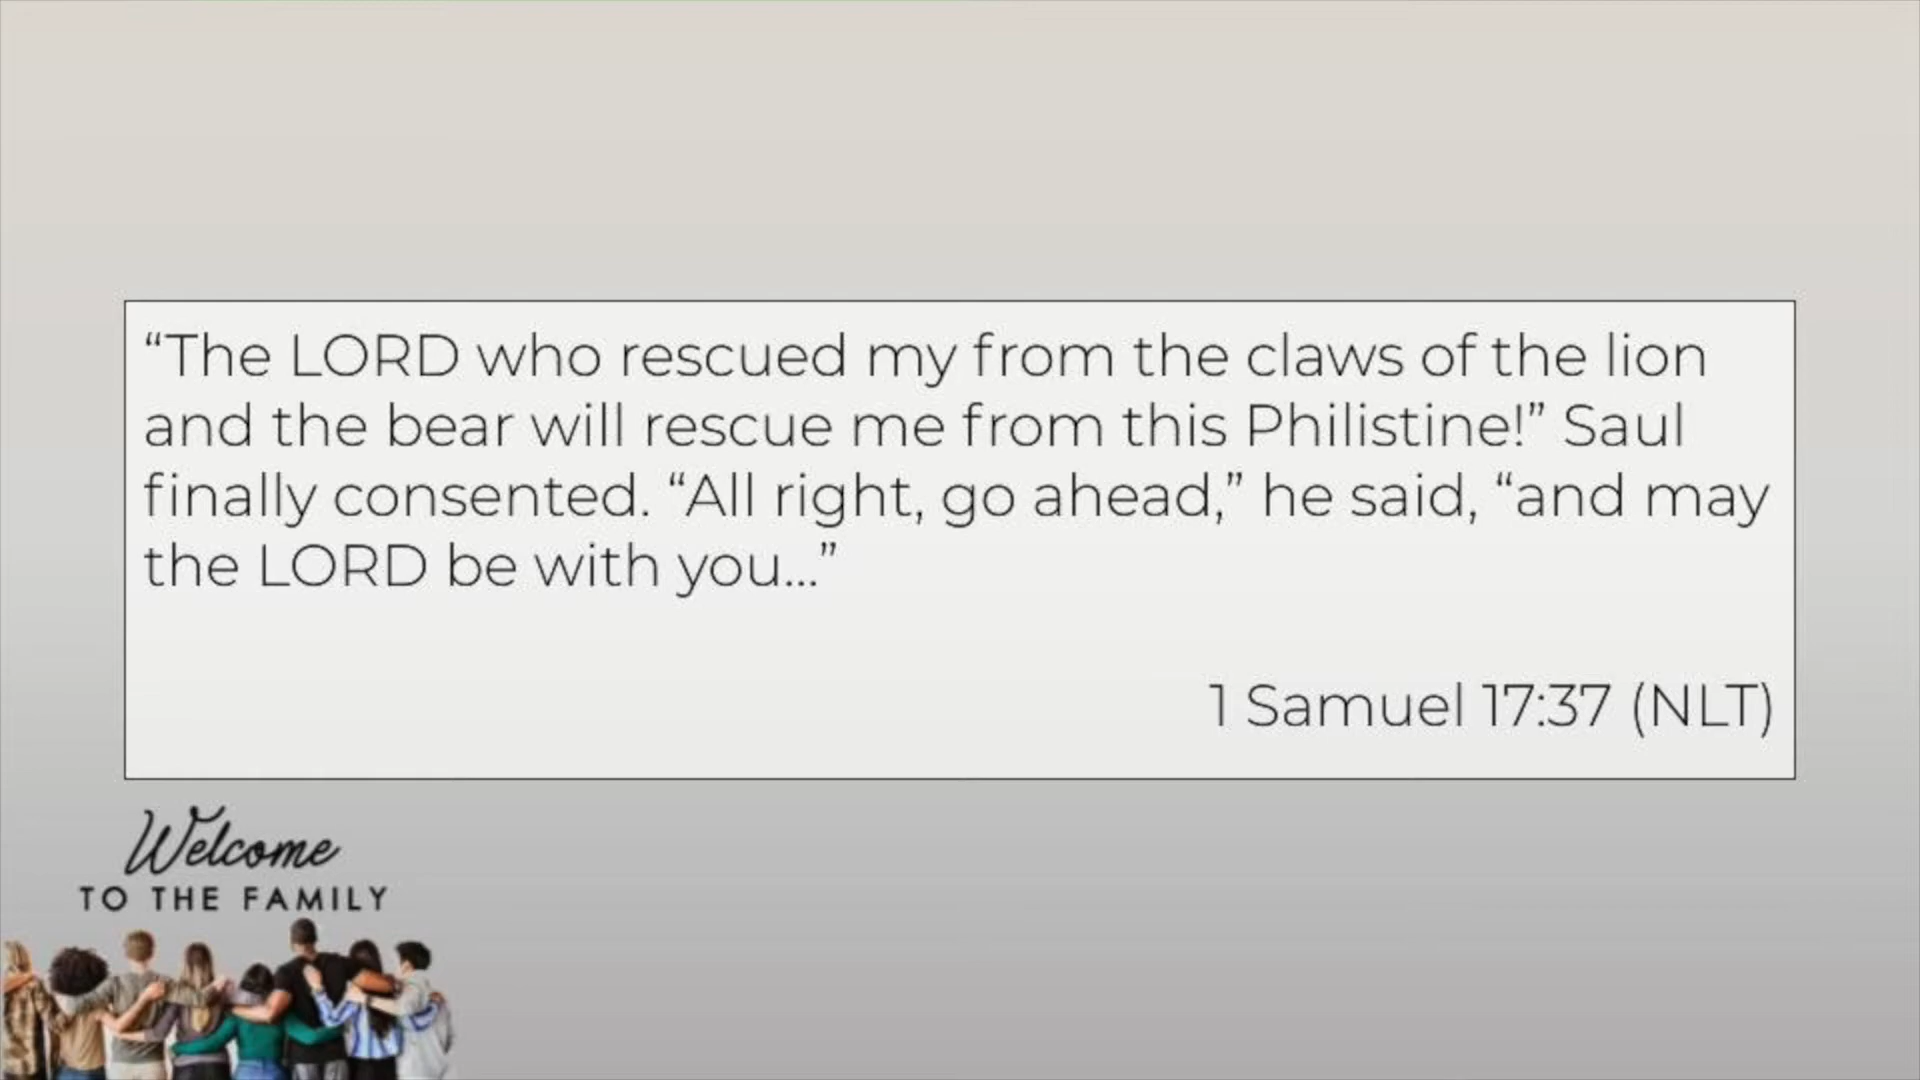 “The LORD who rescued my from the claws of the lion
and the bear will rescue me from this Philistine!” Saul
finally consented. “All right, go ahead,” he said, “and may
the LORD be with you...”
1 Samuel 17:37 (NLT)
Welcome
TO THE FAMILY